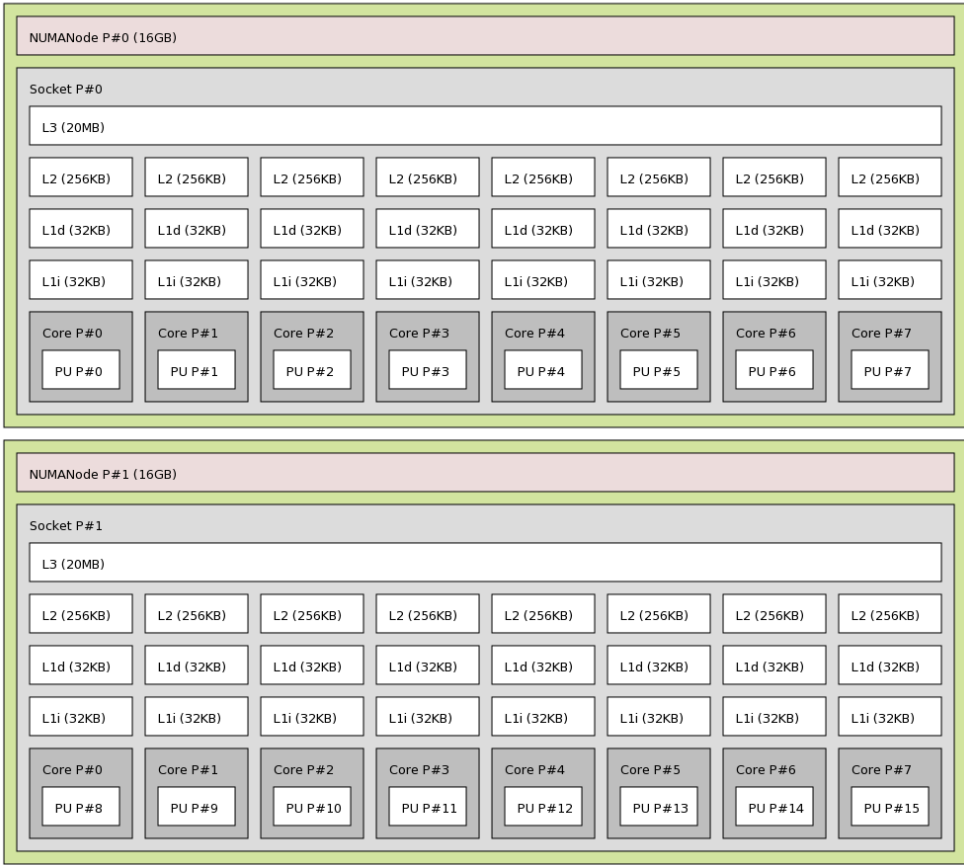 NUMANode P#0 (16GB)
Socket P#0
L3 (20MB)
L2 (256KB) L2 (256KB) L2 (256KB) L2 (256KB) L2 (256KB) L2 (256KB) L2 (256KB) L2 (256KB)
L1d (32KB) L1d (32KB) L1d (32KB) L1d (32KB) L1d (32KB) L1d (32KB) L1d (32KB) L1d (32KB)
L1i (32KB) L1i (32KB) L1i (32KB) L1i (32KB) L1i (32KB) L1i (32KB) L1i (32KB) L1i (32KB)
Core P#0 Core P#1 Core P#2 Core P#3 Core P#4 Core P#5 Core P#6 Core P#7
PU P#0 PU P#1 PU P#2 PU P#3 PU P#4 PU P#5 PU P#6 PU P#7
NUMANode P#1 (16GB)
Socket P#1
L3 (20MB)
L2 (256KB) L2 (256KB) L2 (256KB) L2 (256KB) L2 (256KB) L2 (256KB) L2 (256KB) L2 (256KB)
L1d (32KB) L1d (32KB) L1d (32KB) L1d (32KB) L1d (32KB) L1d (32KB) L1d (32KB) L1d (32KB)
L1i (32KB) L1i (32KB) L1i (32KB) L1i (32KB) L1i (32KB) L1i (32KB) L1i (32KB) L1i (32KB)
Core P#0 Core P#1 Core P#2 Core P#3 Core P#4 Core P#5 Core P#6 Core P#7
PU P#8 PU P#9 PU P#10 PU P#11 PU P#12 PU P#13 PU P#14 PU P#15